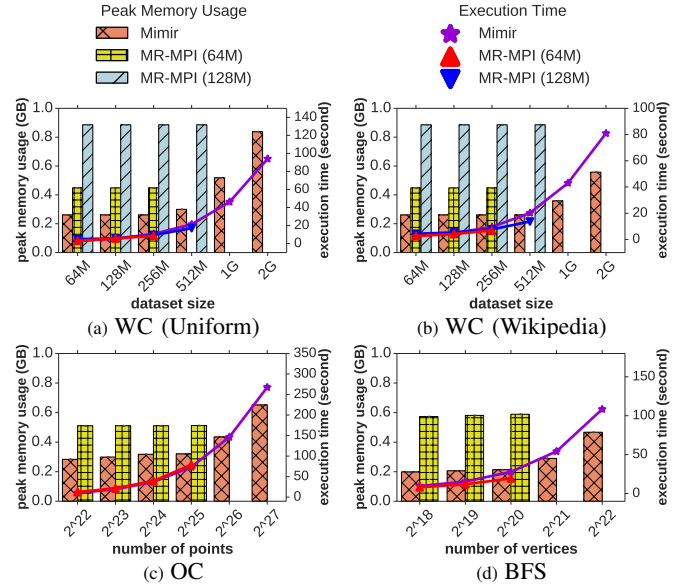 Peak Memory Usage
Mimir
MR-MPI (64M)
MR-MPI (128M)
Execution Time
Mimir
MR-MPI (64M)
MR-MPI (128M)
peak memory usage (GB)
1.0
0.8
0.6
0.4
0.2
0.0
140
120
100
80
60
40
20
0
execution time (second)
64M 128M 256M 512M 1G 2G
dataset size
(a) WC (Uniform)
peak memory usage (GB)
1.0
0.8
0.6
0.4
0.2
0.0
100
80
60
40
20
0
execution time (second)
64M 128M 256M 512M 1G 2G
dataset size
(b) WC (Wikipedia)
peak memory usage (GB)
1.0
0.8
0.6
0.4
0.2
0.0
350
300
250
200
150
100
50
0
execution time (second)
2^22 2^23 2^24 2^25 2^26 2^27
number of points
(c) OC
peak memory usage (GB)
1.0
0.8
0.6
0.4
0.2
0.0
150
100
50
0
execution time (second)
2^18 2^19 2^20 2^21 2^22
number of vertices
(d) BFS